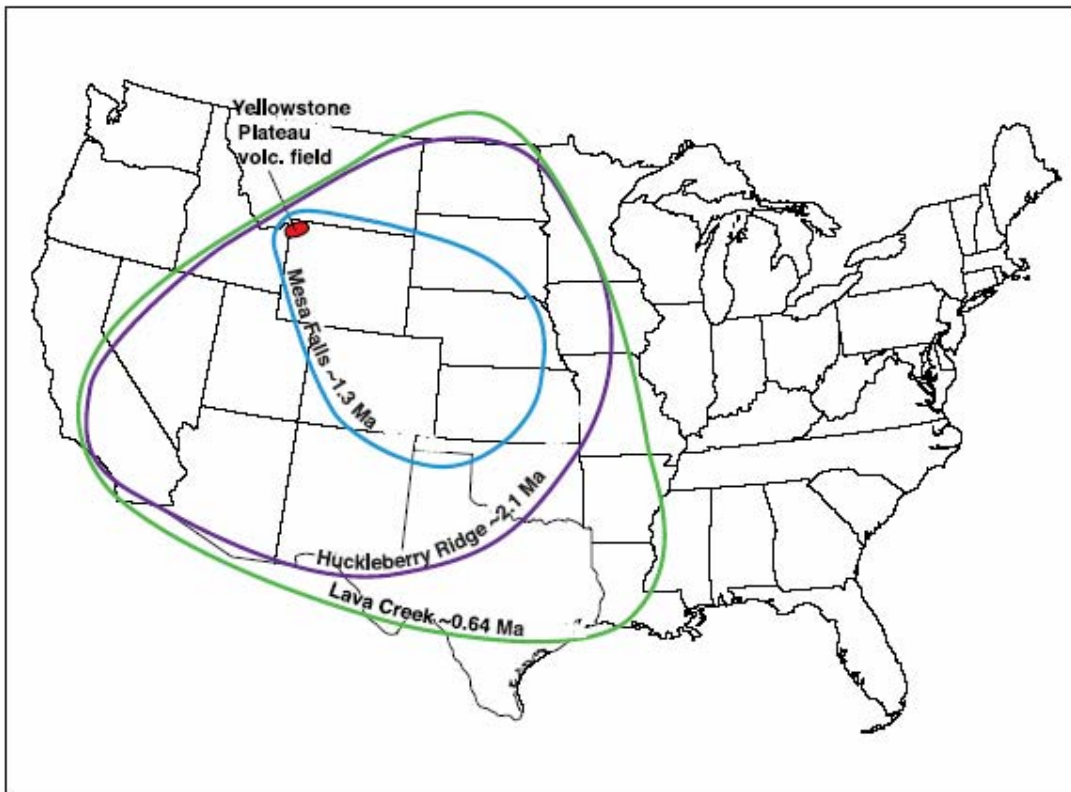 Yellowstone
Plateau
volc. field
Mesa Falls ~1.3 Ma
Huckleberry Ridge ~2.1 Ma
Lava Creek ~0.64 Ma